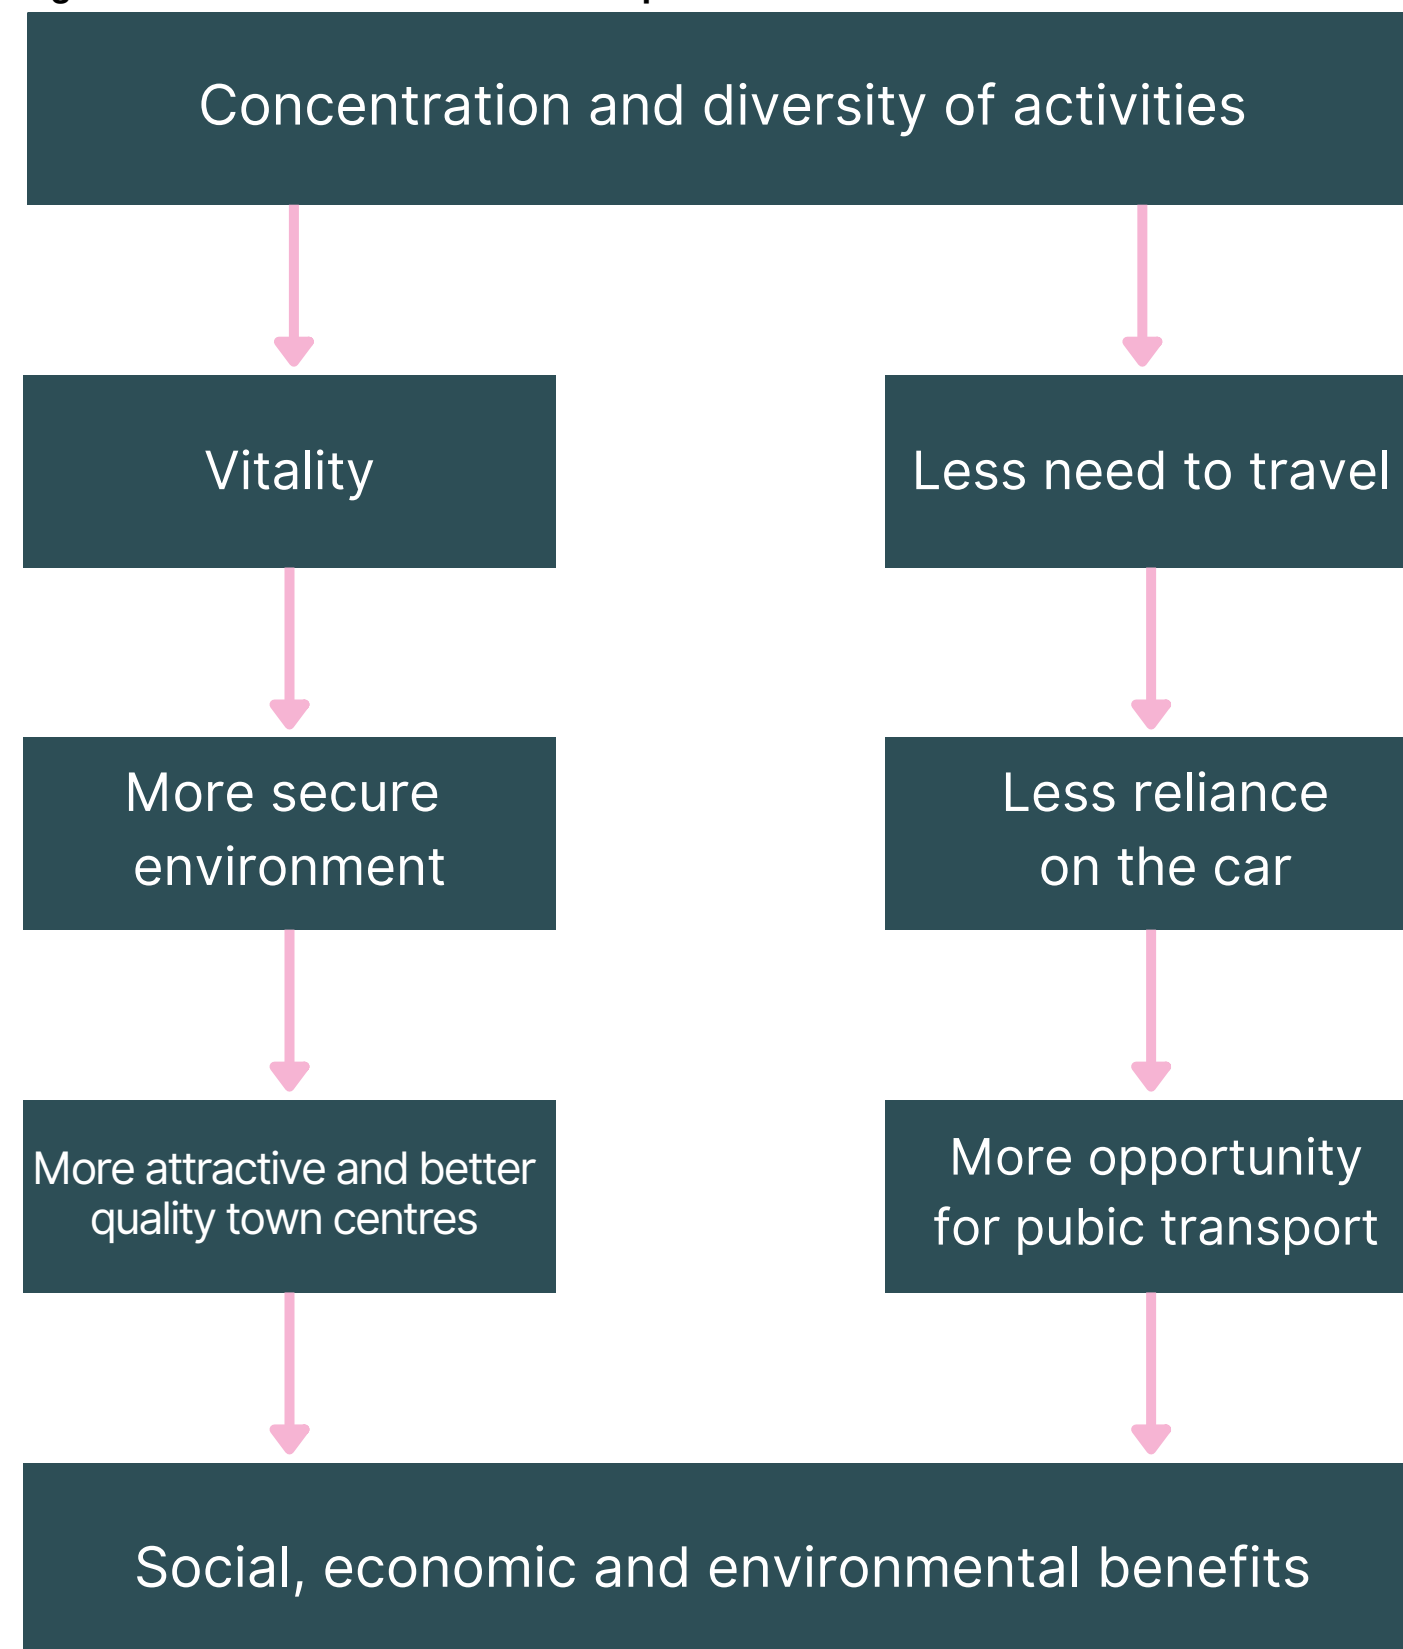 Concentration and diversity of activities
Vitality
Less need to travel
More secure
environment
Less reliance
on the car
More attractive and better
quality town centres
More opportunity
for pubic transport
Social, economic and environmental benefits